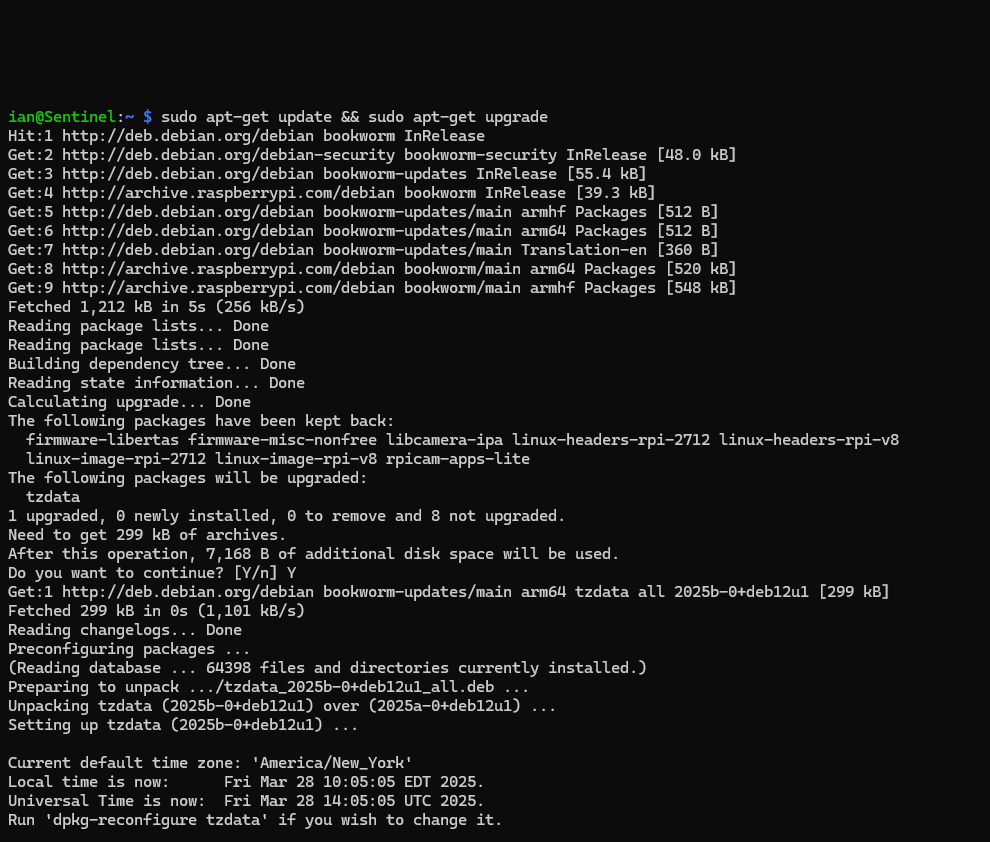 ian@Sentinel:~ $ sudo apt-get update && sudo apt-get upgrade
Hit:1 http://deb.debian.org/debian bookworm InRelease
Get:2 http://deb.debian.org/debian-security bookworm-security InRelease [48.0 kB]
Get:3 http://deb.debian.org/debian bookworm-updates InRelease [55.4 kB]
Get:4 http://archive.raspberrypi.com/debian bookworm InRelease [39.3 kB]
Get:5 http://deb.debian.org/debian bookworm-updates/main armhf Packages [512 B]
Get:6 http://deb.debian.org/debian bookworm-updates/main arm64 Packages [512 B]
Get:7 http://deb.debian.org/debian bookworm-updates/main Translation-en [360 B]
Get:8 http://archive.raspberrypi.com/debian bookworm/main arm64 Packages [520 kB]
Get:9 http://archive.raspberrypi.com/debian bookworm/main armhf Packages [548 kB]
Fetched 1,212 kB in 5s (256 kB/s)
Reading package lists... Done
Reading package lists... Done
Building dependency tree... Done
Reading state information... Done
Calculating upgrade... Done
The following packages have been kept back:
  firmware-libertas firmware-misc-nonfree libcamera-ipa linux-headers-rpi-2712 linux-headers-rpi-v8
  linux-image-rpi-2712 linux-image-rpi-v8 rpicam-apps-lite
The following packages will be upgraded:
  tzdata
1 upgraded, 0 newly installed, 0 to remove and 8 not upgraded.
Need to get 299 kB of archives.
After this operation, 7,168 B of additional disk space will be used.
Do you want to continue? [Y/n] Y
Get:1 http://deb.debian.org/debian bookworm-updates/main arm64 tzdata all 2025b-0+deb12u1 [299 kB]
Fetched 299 kB in 0s (1,101 kB/s)
Reading changelogs... Done
Preconfiguring packages ...
(Reading database ... 64398 files and directories currently installed.)
Preparing to unpack .../tzdata_2025b-0+deb12u1_all.deb ...
Unpacking tzdata (2025b-0+deb12u1) over (2025a-0+deb12u1) ...
Setting up tzdata (2025b-0+deb12u1) ...

Current default time zone: 'America/New_York'
Local time is now:      Fri Mar 28 10:05:05 EDT 2025.
Universal Time is now:  Fri Mar 28 14:05:05 UTC 2025.
Run 'dpkg-reconfigure tzdata' if you wish to change it.